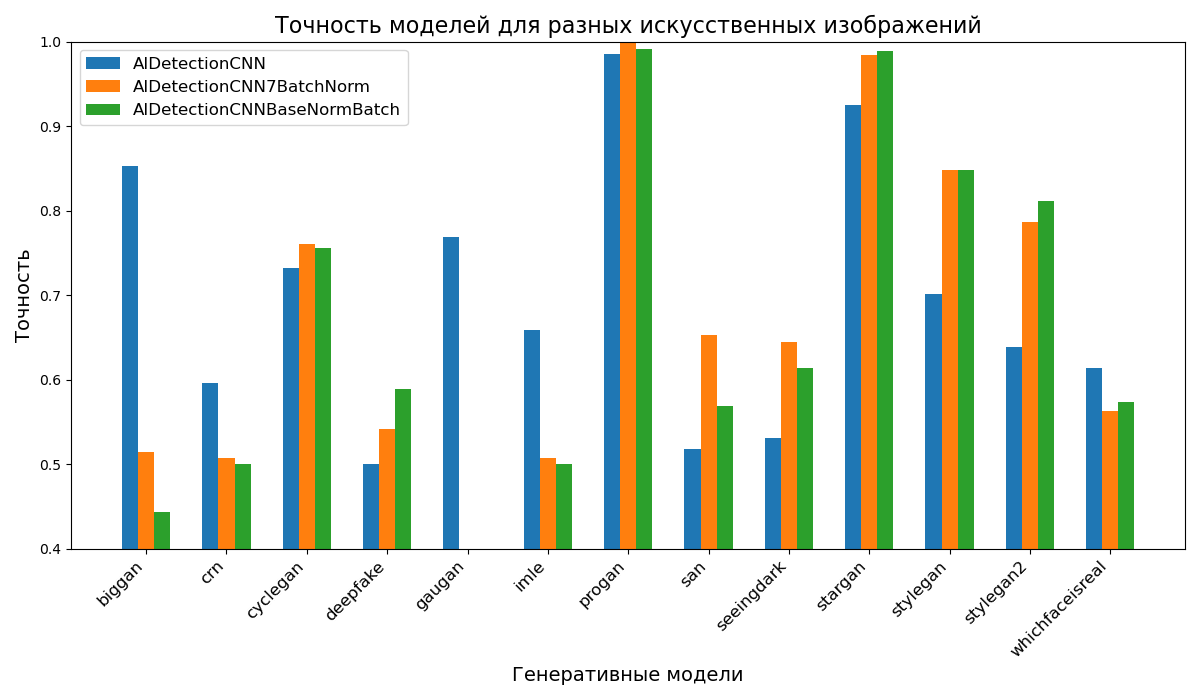 Точность моделей для разных искусственных изображений
AIDetectionCNN
AIDetectionCNN7BatchNorm
AIDetectionCNNBaseNormBatch
Точность
1.0
0.9
0.8
0.7
0.6
0.5
0.4
biggan
crn
cyclegan
deepfake
gaugan
imle
progan
san
seeingdark
stargan
stylegan
stylegan2
whichfaceisreal
Генеративные модели